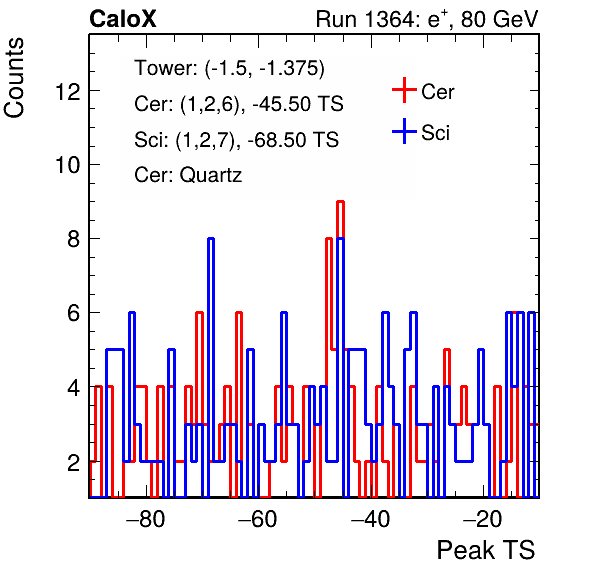 CaloX Run 1364: e⁺, 80 GeV
Counts
Tower: (-1.5, -1.375)
Cer: (1,2,6), -45.50 TS
Sci: (1,2,7), -68.50 TS
Cer: Quartz
Cer
Sci
12
10
8
6
4
2
−80 −60 −40 −20
Peak TS